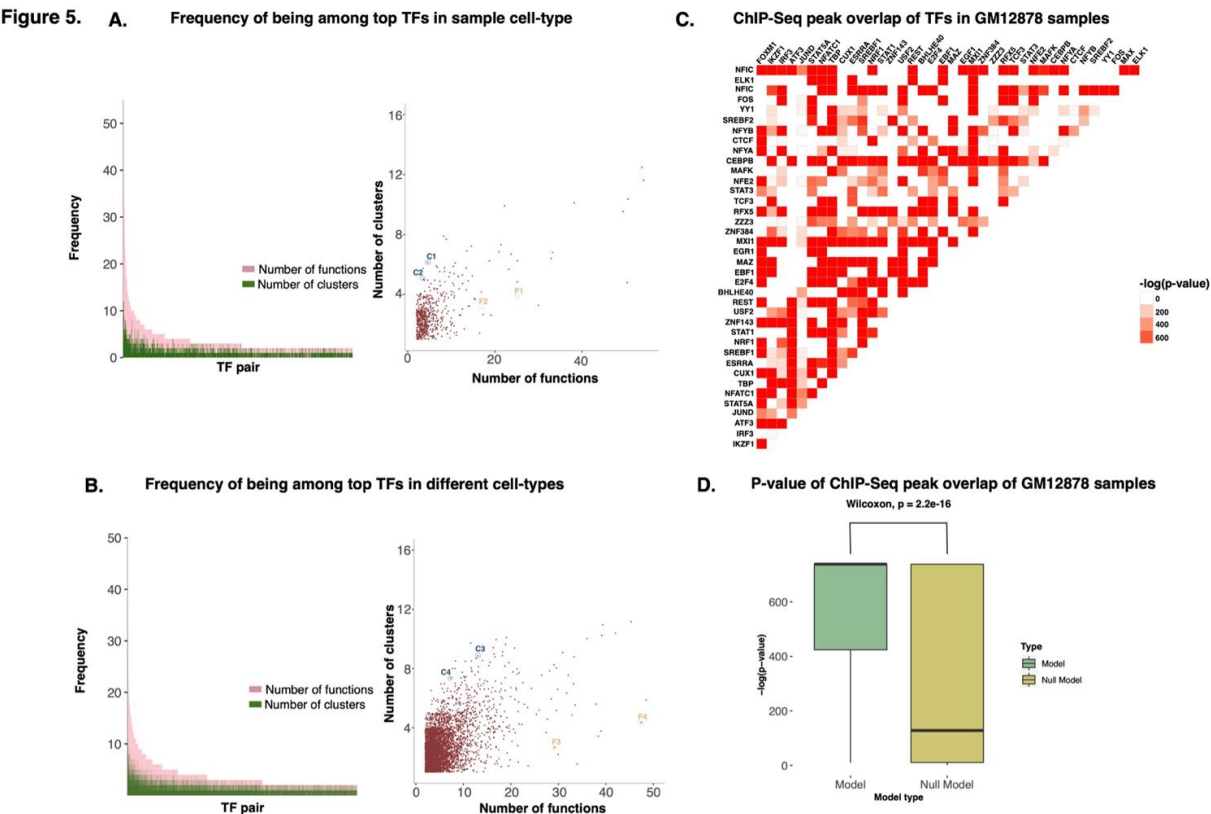 Figure 5.
A. Frequency of being among top TFs in sample cell-type
Frequency
50
40
30
20
10
0
Number of functions
Number of clusters
TF pair
Number of clusters
16
12
8
4
C1
C2
F2
F1
0
20
40
Number of functions
B. Frequency of being among top TFs in different cell-types
Frequency
50
40
30
20
10
Number of functions
Number of clusters
TF pair
Number of clusters
16
12
8
4
C3
C4
F4
F3
0
10
20
30
40
50
Number of functions
C. ChIP-Seq peak overlap of TFs in GM12878 samples
FOXM1
IKZF1
IRF3
ATF3
JUND
STAT5A
NFATC1
TBP
CUX1
ESRRA
SREBF1
NRF1
STAT1
ZNF143
USF2
REST
BHLHE40
E2F4
EBF1
MAZ
EGF1
MXI1
ZNF384
ZZZ3
RFX5
TCF3
STAT3
NFE2
MAFK
CEBPB
NFYA
CTCF
NFYB
SREBF2
YY1
FOS
MAX
ELK1
NFIC
ELK1
NFIC
FOS
YY1
SREBF2
NFYB
CTCF
NFYA
CEBPB
MAFK
NFE2
STAT3
TCF3
RFX5
ZZZ3
ZNF384
MXI1
EGR1
MAZ
EBF1
E2F4
BHLHE40
REST
USF2
ZNF143
STAT1
NRF1
SREBF1
ESRRA
CUX1
TBP
NFATC1
STAT5A
JUND
ATF3
IRF3
IKZF1
-log(p-value)
0
200
400
600
D. P-value of ChIP-Seq peak overlap of GM12878 samples
Wilcoxon, p = 2.2e-16
−log(p−value)
600
400
200
0
Model
Null Model
Model type
Type
Model
Null Model